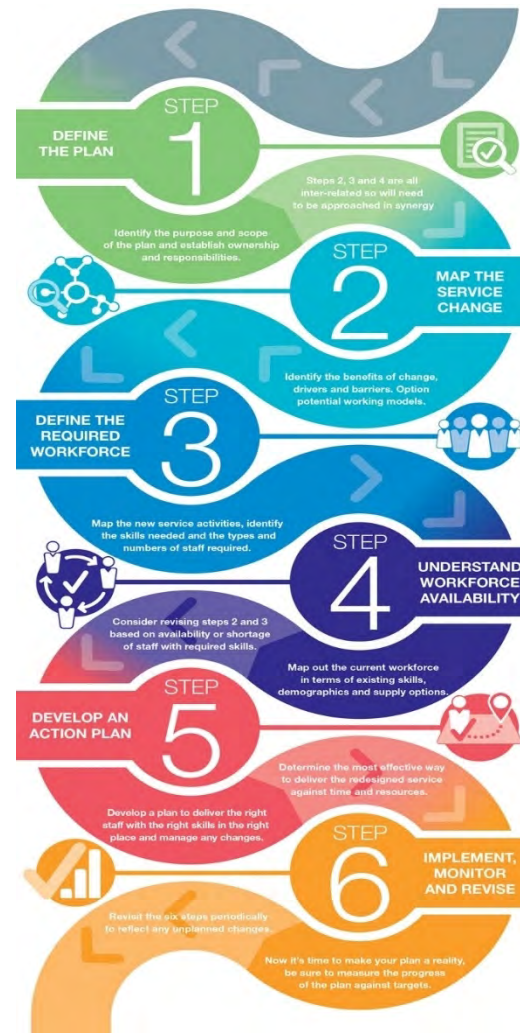 STEP
1
DEFINE
THE PLAN
Steps 2, 3 and 4 are all
inter-related so will need
to be approached in synergy
Identify the purpose and scope
of the plan and establish ownership
and responsibilities.
STEP
2
MAP THE
SERVICE
CHANGE
Identify the benefits of change,
drivers and barriers. Option
potential working models.
STEP
3
DEFINE THE
REQUIRED
WORKFORCE
Map the new service activities, identify
the skills needed and the types and
numbers of staff required.
STEP
4
UNDERSTAND
WORKFORCE
AVAILABILITY
Consider revising steps 2 and 3
based on availability or shortage
of staff with required skills.
Map out the current workforce
in terms of existing skills,
demographics and supply options.
STEP
5
DEVELOP AN
ACTION PLAN
Determine the most effective way
to deliver the redesigned service
against time and resources.
Develop a plan to deliver the right
staff with the right skills in the right
place and manage any changes.
STEP
6
IMPLEMENT,
MONITOR
AND REVISE
Revisit the six steps periodically
to reflect any unplanned changes.
Now it's time to make your plan a reality,
be sure to measure the progress
of the plan against targets.